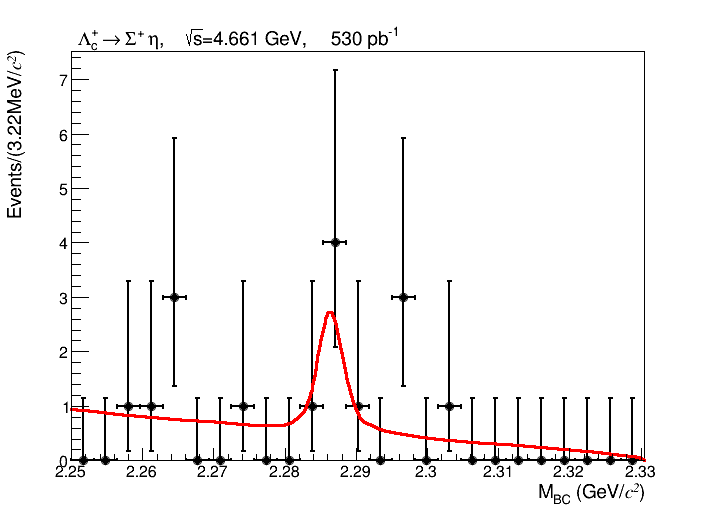 Λc+ → Σ+ η, √s=4.661 GeV, 530 pb-1
Events/(3.22MeV/c2)
7
6
5
4
3
2
1
0
2.25 2.26 2.27 2.28 2.29 2.3 2.31 2.32 2.33
MBC (GeV/c2)